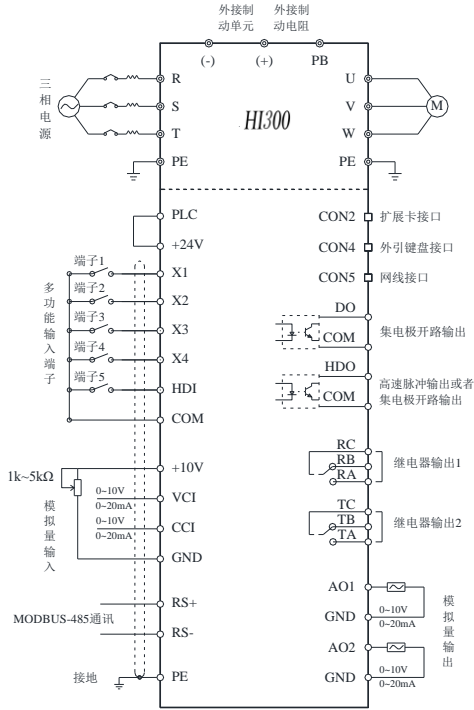 外接制
动单元
外接制
动电阻
(-) (+) PB
三相电源
R
S
T
PE
HI300
U
V
W
PE
M
PLC
+24V
多功能输入端子
端子1 X1
端子2 X2
端子3 X3
端子4 X4
端子5 HDI
COM
1k~5kΩ
模拟量输入
+10V
0~10V
0~20mA
VCI
0~10V
0~20mA
CCI
GND
MODBUS-485通讯
RS+
RS-
接地 PE
CON2 扩展卡接口
CON4 外引键盘接口
CON5 网线接口
DO
COM
集电极开路输出
HDO
COM
高速脉冲输出或者
集电极开路输出
RC
RB
RA
继电器输出1
TC
TB
TA
继电器输出2
AO1
GND
0~10V
0~20mA
AO2
GND
0~10V
0~20mA
模拟量输出